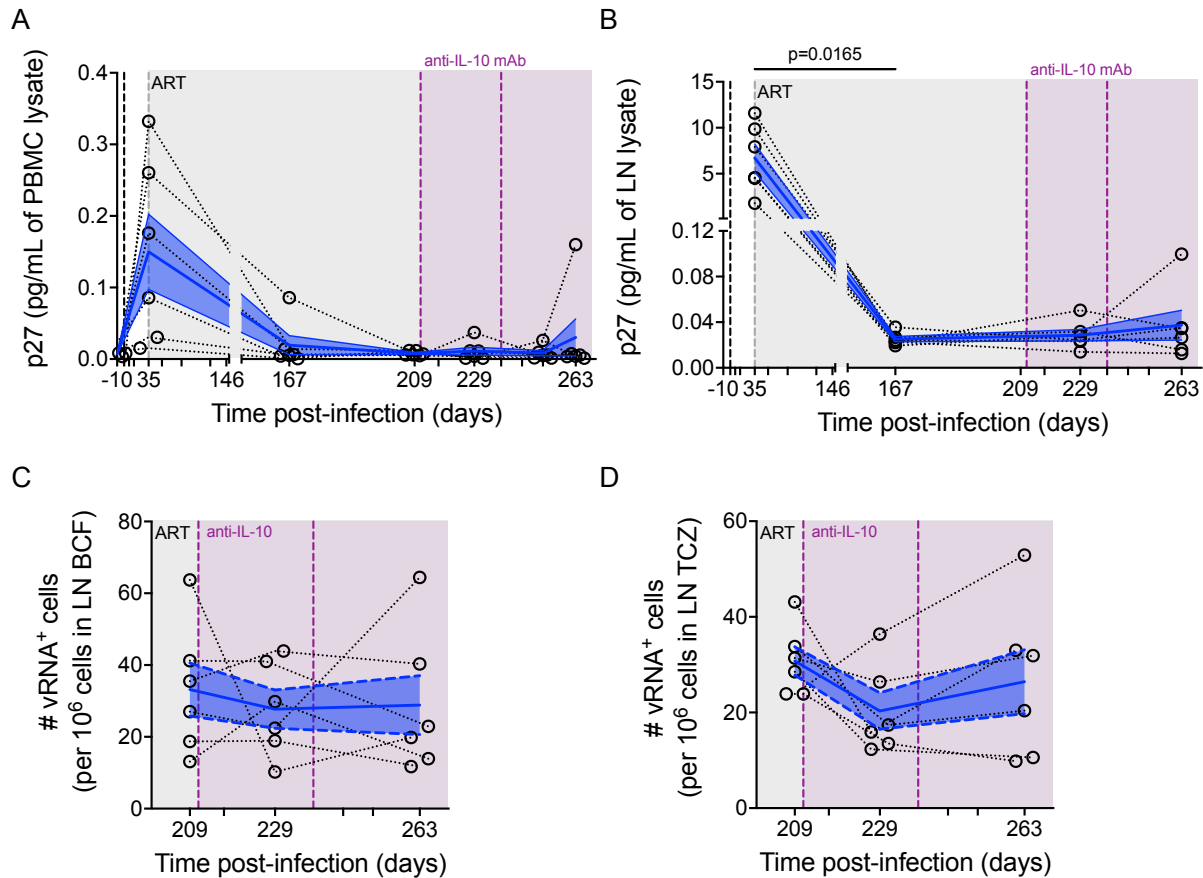 A
p27 (pg/mL of PBMC lysate)
anti-IL-10 mAb
ART
0.4
0.3
0.2
0.1
0.0
-10 35 146 167 209 229 263
Time post-infection (days)
B
p27 (pg/mL of LN lysate)
p=0.0165
anti-IL-10 mAb
ART
15
10
5
0.12
0.08
0.04
0.00
-10 35 146 167 209 229 263
Time post-infection (days)
C
# vRNA⁺ cells
(per 10⁶ cells in LN BCF)
ART anti-IL-10
80
60
40
20
0
209 229 263
Time post-infection (days)
D
# vRNA⁺ cells
(per 10⁶ cells in LN TCZ)
ART anti-IL-10
60
40
20
0
209 229 263
Time post-infection (days)